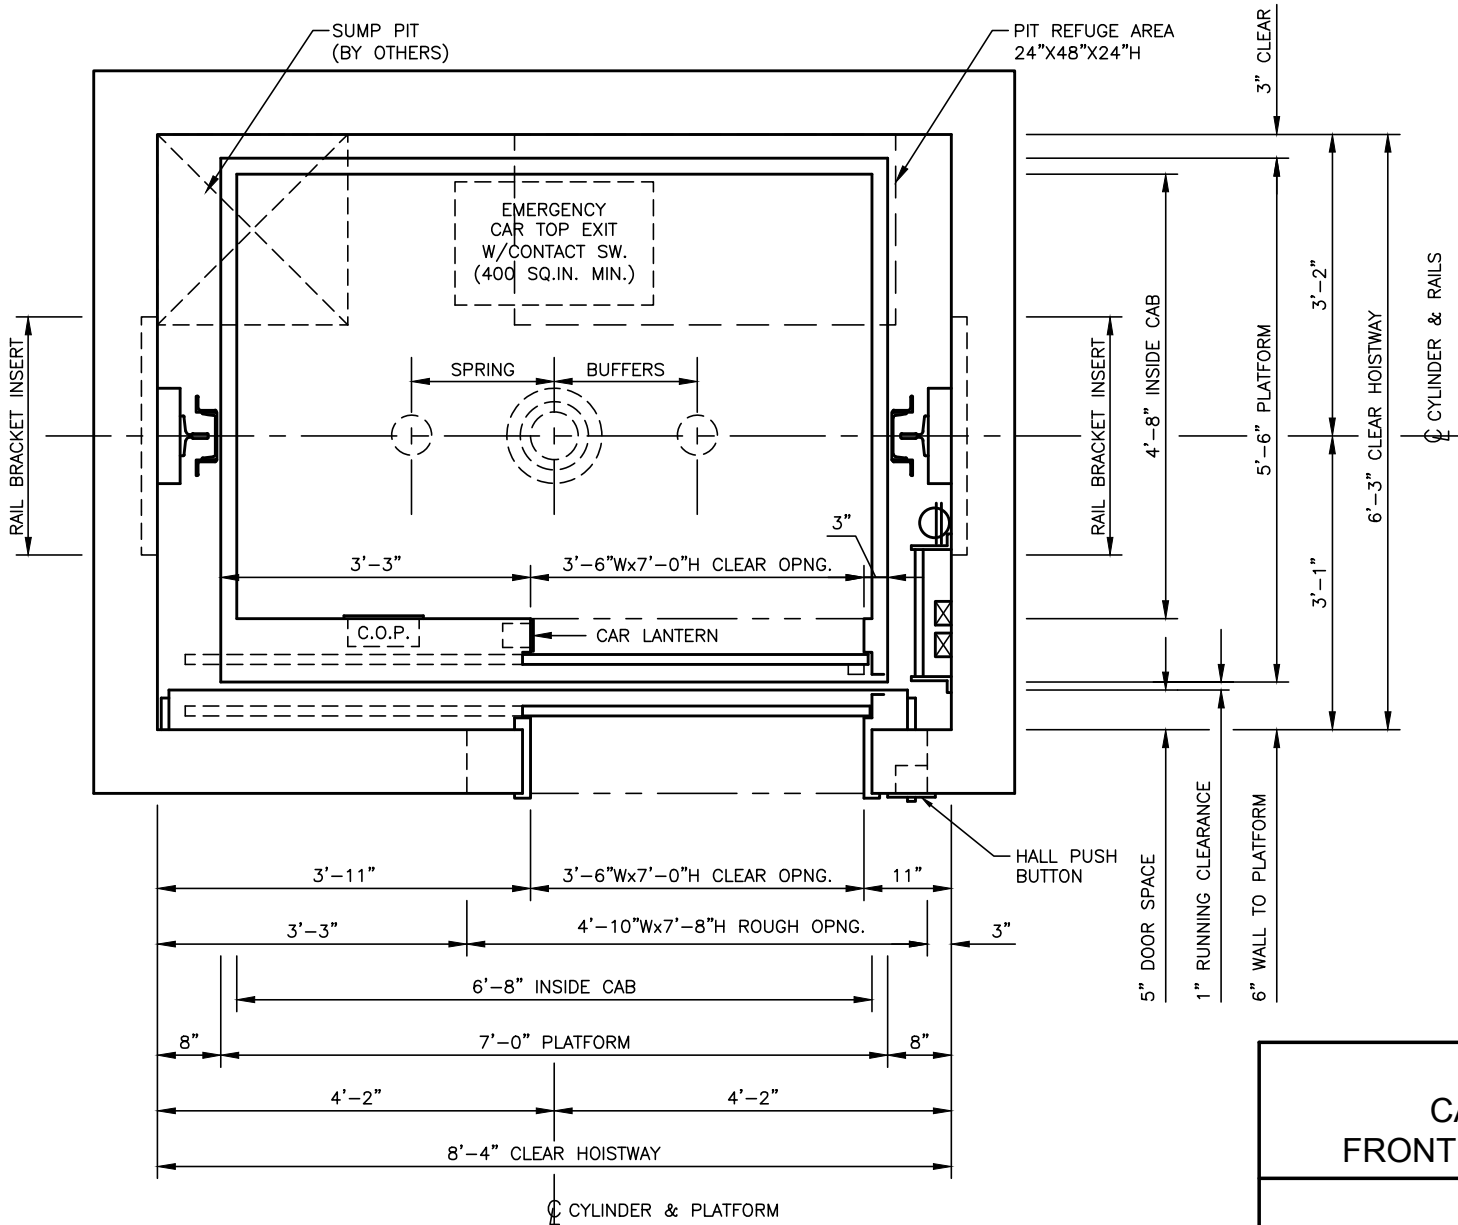 SUMP PIT
(BY OTHERS)
PIT REFUGE AREA
24”X48”X24”H
3” CLEAR
EMERGENCY
CAR TOP EXIT
W/CONTACT SW.
(400 SQ.IN. MIN.)
SPRING
BUFFERS
RAIL BRACKET INSERT
RAIL BRACKET INSERT
4’-8” INSIDE CAB
5’-6” PLATFORM
3’-2”
3’-1”
6’-3” CLEAR HOISTWAY
℄ CYLINDER & RAILS
3”
3’-3”
3’-6”Wx7’-0”H CLEAR OPNG.
C.O.P.
CAR LANTERN
HALL PUSH
BUTTON
5” DOOR SPACE
1” RUNNING CLEARANCE
6” WALL TO PLATFORM
3’-11”
3’-6”Wx7’-0”H CLEAR OPNG.
11”
3’-3”
4’-10”Wx7’-8”H ROUGH OPNG.
3”
6’-8” INSIDE CAB
8”
7’-0” PLATFORM
8”
4’-2”
4’-2”
8’-4” CLEAR HOISTWAY
℄ CYLINDER & PLATFORM
FRONT